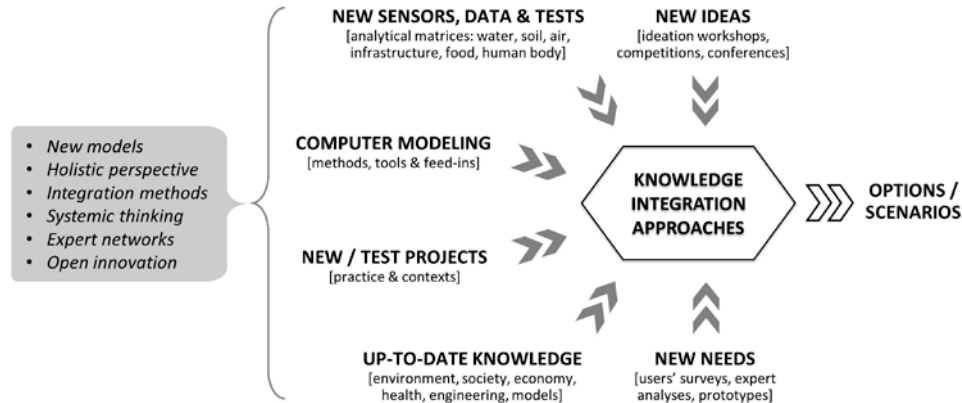 NEW SENSORS, DATA & TESTS
[analytical matrices: water, soil, air,
infrastructure, food, human body]
NEW IDEAS
[ideation workshops,
competitions, conferences]
• New models
• Holistic perspective
• Integration methods
• Systemic thinking
• Expert networks
• Open innovation
COMPUTER MODELING
[methods, tools & feed-ins]
KNOWLEDGE
INTEGRATION
APPROACHES
OPTIONS /
SCENARIOS
NEW / TEST PROJECTS
[practice & contexts]
UP-TO-DATE KNOWLEDGE
[environment, society, economy,
health, engineering, models]
NEW NEEDS
[users' surveys, expert
analyses, prototypes]